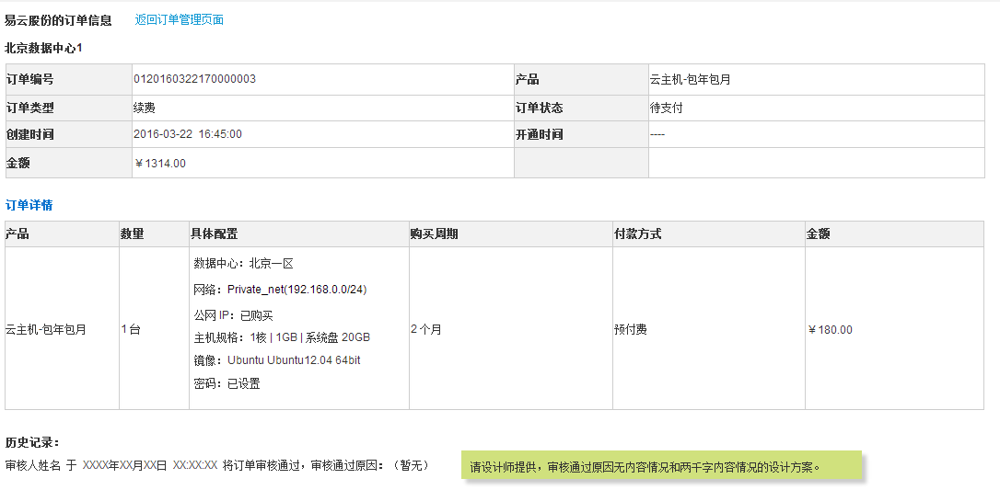 易云股份的订单信息 返回订单管理页面
北京数据中心1
订单编号 0120160322170000003 产品 云主机-包年包月
订单类型 续费 订单状态 待支付
创建时间 2016-03-22 16:45:00 开通时间 ----
金额 ￥1314.00
订单详情
产品 数量 具体配置 购买周期 付款方式 金额
数据中心：北京一区
网络：Private_net(192.168.0.0/24)
公网 IP：已购买
云主机-包年包月 1 台 2 个月 预付费 ￥180.00
主机规格：1核 | 1GB | 系统盘 20GB
镜像：Ubuntu Ubuntu12.04 64bit
密码：已设置
历史记录：
审核人姓名 于 XXXX年XX月XX日 XX:XX:XX 将订单审核通过，审核通过原因：（暂无）
请设计师提供，审核通过原因无内容情况和两千字内容情况的设计方案。